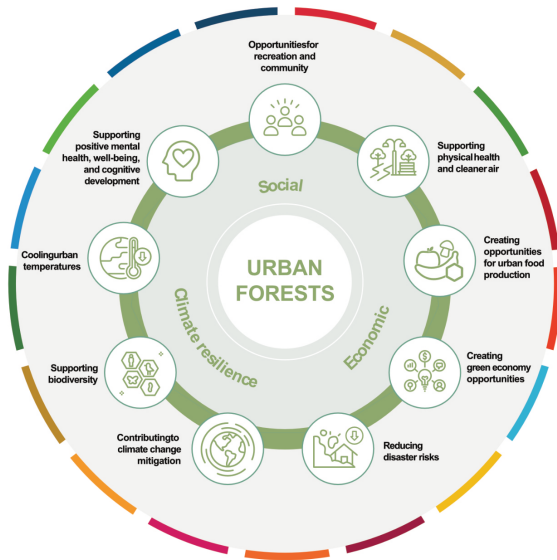 Opportunitiesfor
recreation and
community
Supporting
physical health
and cleaner air
Creating
opportunities
for urban food
production
Creating
green economy
opportunities
Reducing
disaster risks
Contributingto
climate change
mitigation
Supporting
biodiversity
Coolingurban
temperatures
Supporting
positive mental
health, well-being,
and cognitive
development
Social
Economic
Climate resilience
URBAN
FORESTS